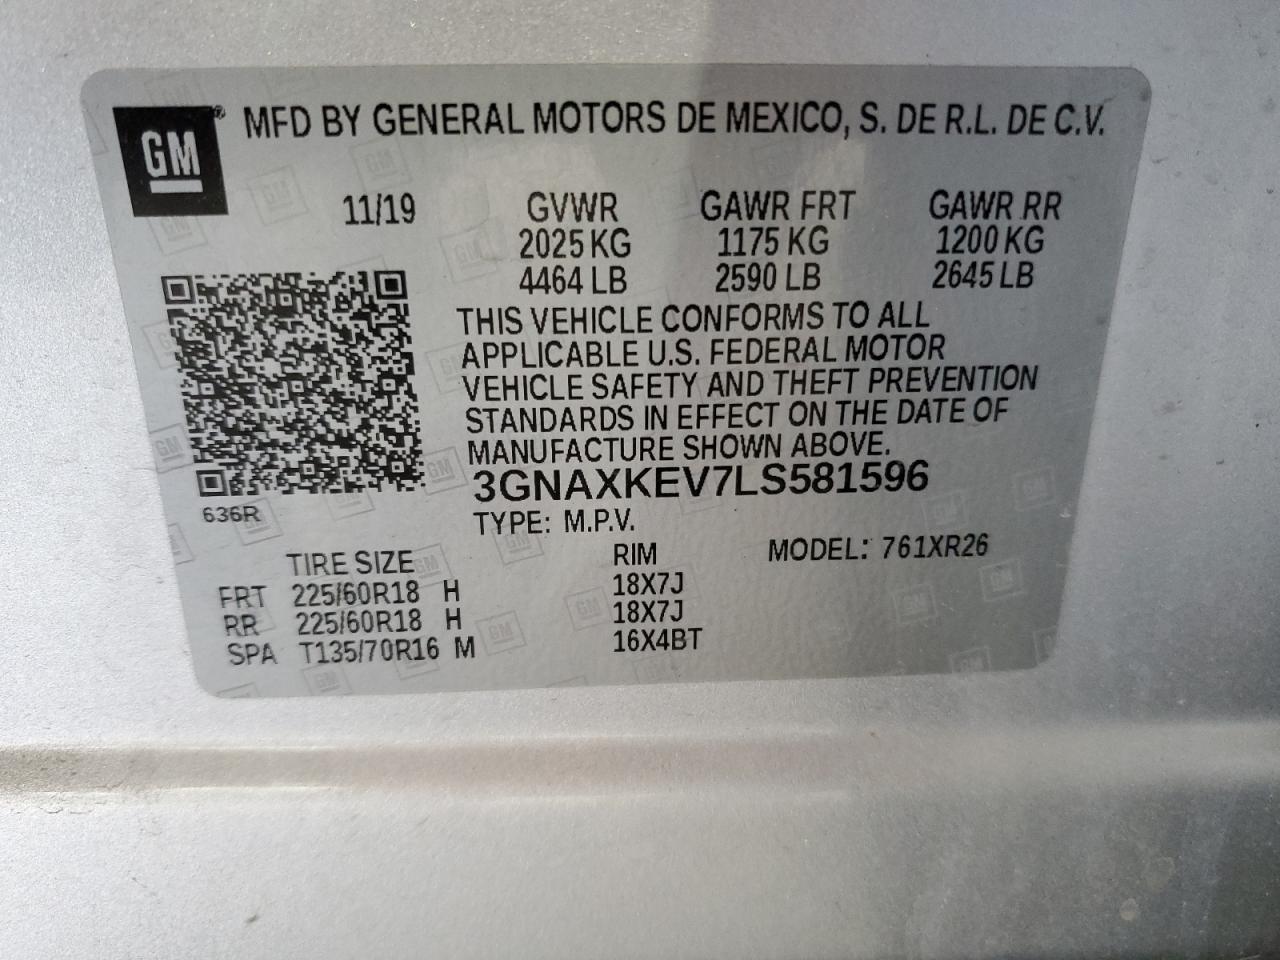 GM ® MFD BY GENERAL MOTORS DE MEXICO, S. DE R.L. DE C.V.
11/19 GVWR GAWR FRT GAWR RR
2025 KG 1175 KG 1200 KG
4464 LB 2590 LB 2645 LB
THIS VEHICLE CONFORMS TO ALL
APPLICABLE U.S. FEDERAL MOTOR
VEHICLE SAFETY AND THEFT PREVENTION
STANDARDS IN EFFECT ON THE DATE OF
MANUFACTURE SHOWN ABOVE.
3GNAXKEV7LS581596
636R
TYPE: M.P.V.
TIRE SIZE RIM MODEL: 761XR26
FRT 225/60R18 H 18X7J
RR 225/60R18 H 18X7J
SPA T135/70R16 M 16X4BT